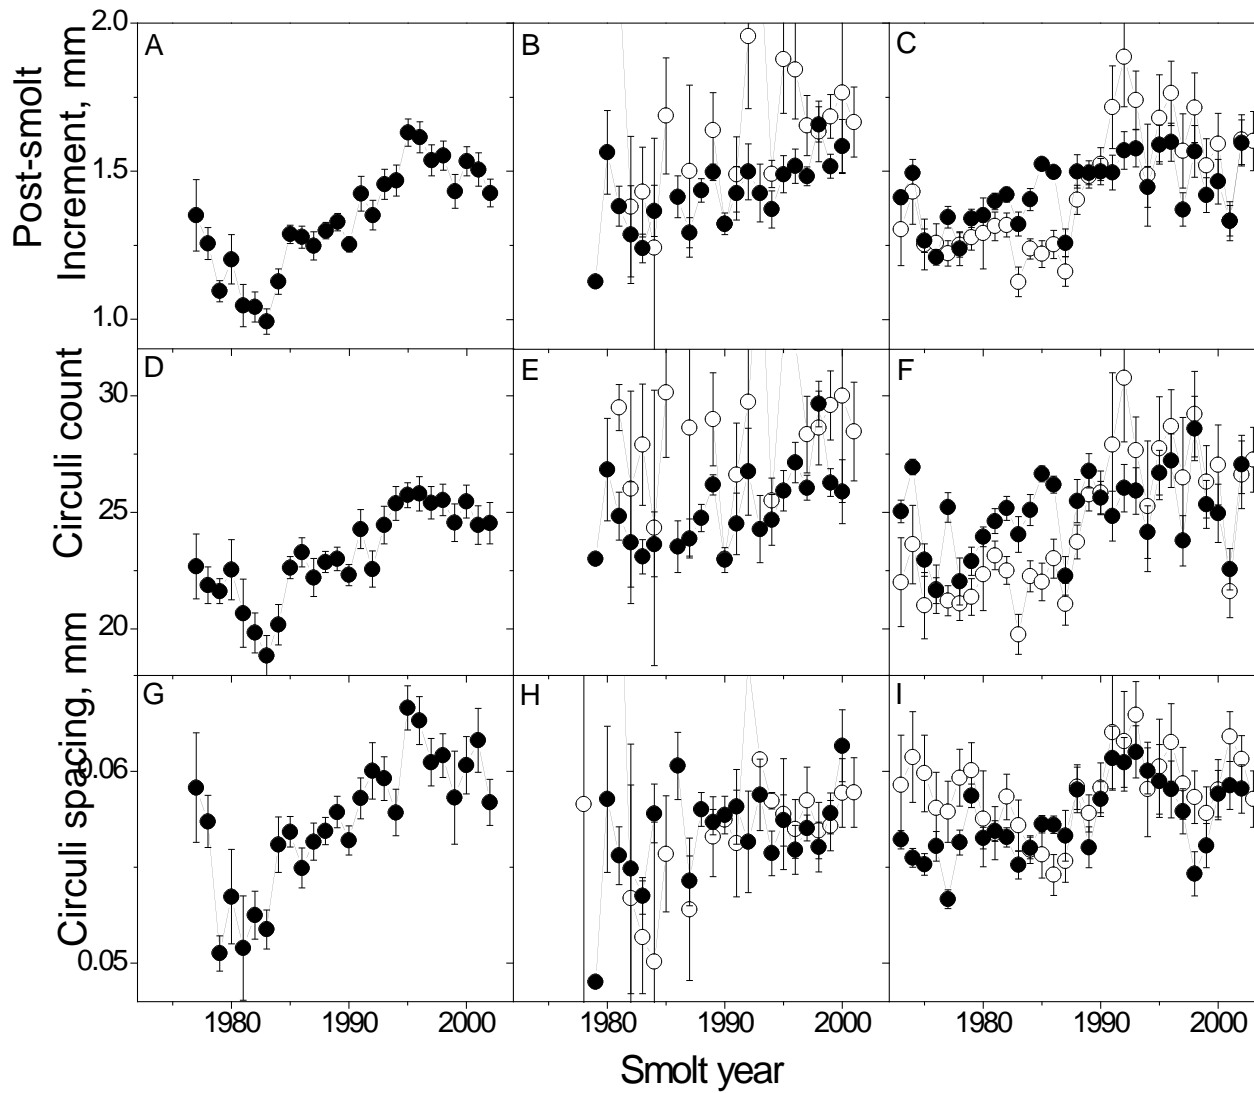 Post-smolt
Increment, mm
2.0
1.5
1.0
A
B
C
Circuli count
30
25
20
D
E
F
Circuli spacing, mm
0.06
0.05
G
H
I
1980 1990 2000 1980 1990 2000 1980 1990 2000
Smolt year